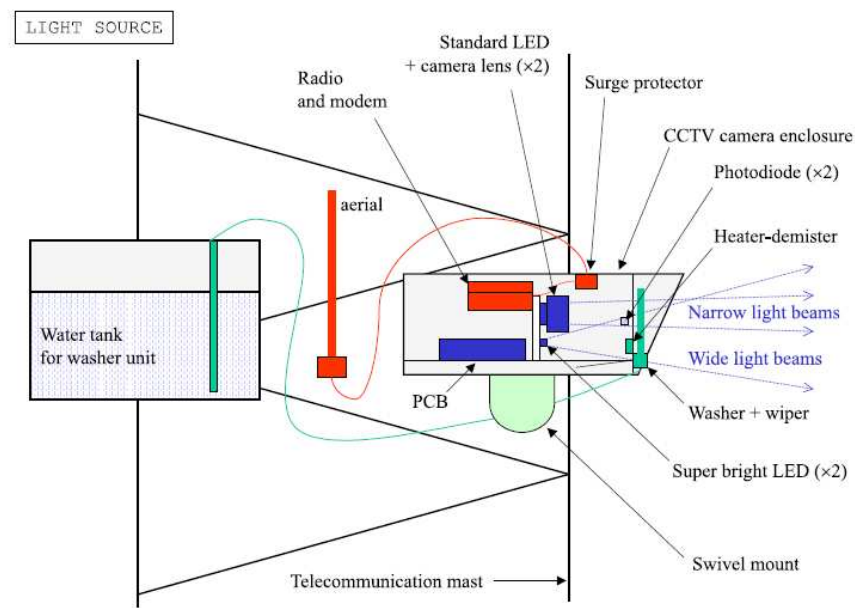 LIGHT SOURCE
Standard LED
+ camera lens (×2)
Radio
and modem
Surge protector
CCTV camera enclosure
Photodiode (×2)
aerial
Heater-demister
Narrow light beams
Water tank
for washer unit
Wide light beams
PCB
Washer + wiper
Super bright LED (×2)
Swivel mount
Telecommunication mast